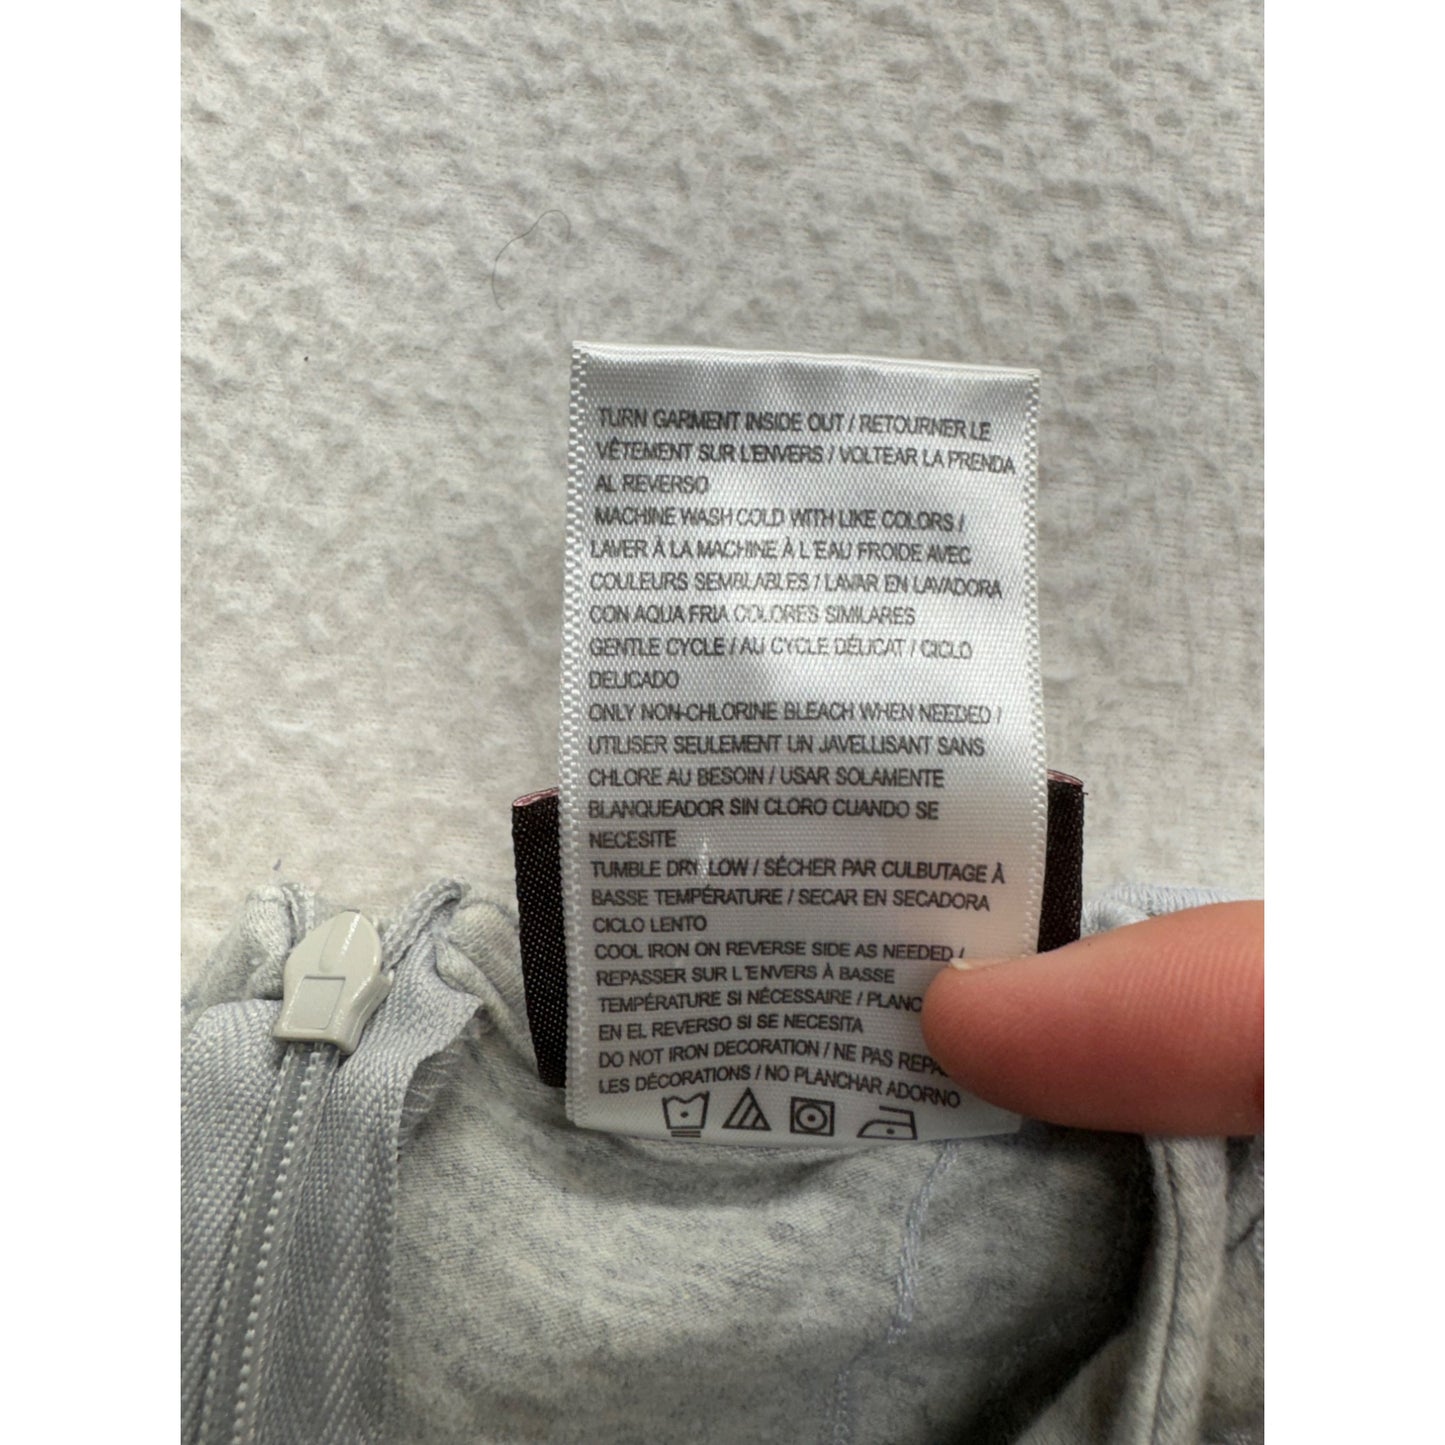 TURN GARMENT INSIDE OUT / RETOURNER LE
VÊTEMENT SUR L'ENVERS / VOLTEAR LA PRENDA
AL REVERSO
MACHINE WASH COLD WITH LIKE COLORS /
LAVER À LA MACHINE À L'EAU FROIDE AVEC
COULEURS SEMBLABLES / LAVAR EN LAVADORA
CON AQUA FRIA COLORES SIMILARES
GENTLE CYCLE / AU CYCLE DÉLICAT / CICLO
DELICADO
ONLY NON-CHLORINE BLEACH WHEN NEEDED /
UTILISER SEULEMENT UN JAVELLISANT SANS
CHLORE AU BESOIN / USAR SOLAMENTE
BLANQUEADOR SIN CLORO CUANDO SE
NECESITE
TUMBLE DRY LOW / SÉCHER PAR CULBUTAGE À
BASSE TEMPÉRATURE / SECAR EN SECADORA
CICLO LENTO
COOL IRON ON REVERSE SIDE AS NEEDED /
REPASSER SUR L'ENVERS À BASSE
TEMPÉRATURE SI NÉCESSAIRE /
EN EL REVERSO SI SE NECESITA
DO NOT IRON DECORATION / NE PAS
LES DÉCORATIONS / NO PLANCHAR ADORNO